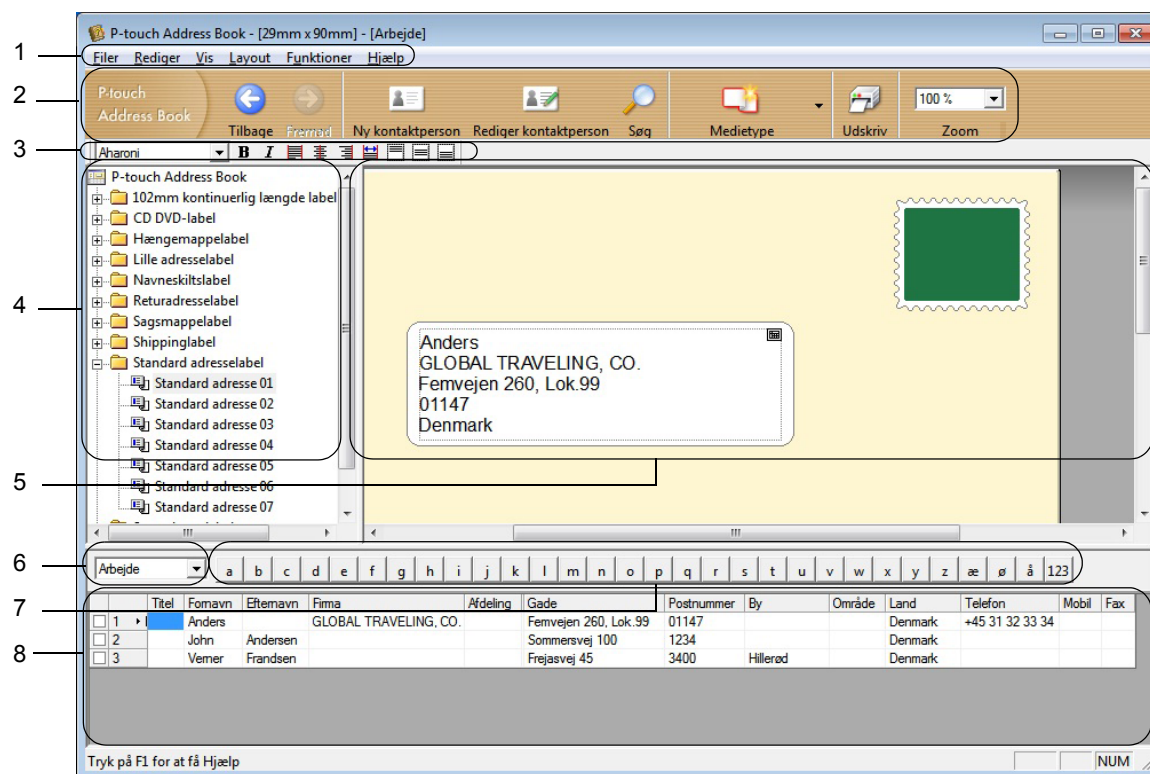 P-touch Address Book - [29mm x 90mm] - [Arbejde]
1
Filer Rediger Vis Layout Funktioner Hjælp
2
P-touch
Address Book
Tilbage Fremad Ny kontaktperson Rediger kontaktperson Søg Medietype Udskriv 100 % Zoom
3
Aharoni B I
P-touch Address Book
102mm kontinuerlig længde label
CD DVD-label
Hængemappelabel
Lille adresselabel
Navneskiltslabel
4
Returadresselabel
Sagsmappelabel
Shippinglabel
Standard adresselabel
Standard adresse 01
Standard adresse 02
Standard adresse 03
Standard adresse 04
Standard adresse 05
Standard adresse 06
Standard adresse 07
Anders
GLOBAL TRAVELING, CO.
Femvejen 260, Lok.99
01147
Denmark
5
6
Arbejde a b c d e f g h i j k l m n o p q r s t u v w x y z æ ø å 123
7
Titel Fornavn Efternavn Firma Afdeling Gade Postnummer By Område Land Telefon Mobil Fax
1 Anders GLOBAL TRAVELING, CO. Femvejen 260, Lok.99 01147 Denmark +45 31 32 33 34
2 John Andersen Sommersvej 100 1234 Denmark
3 Verner Frandsen Frejasvej 45 3400 Hillerød Denmark
8
Tryk på F1 for at få Hjælp NUM